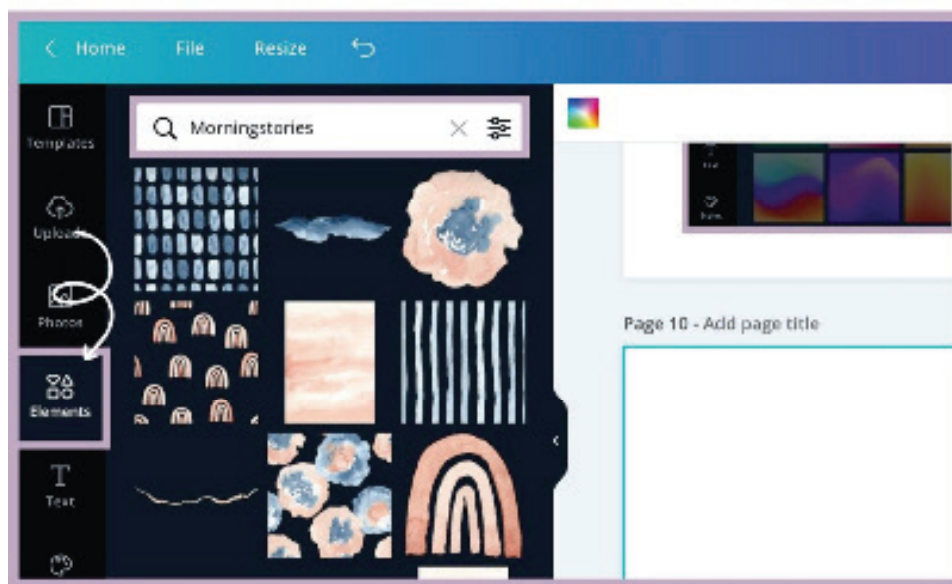 Home File Resize
Templates
Uploads
Photos
Elements
Text
Morningstories
Page 10 - Add page title